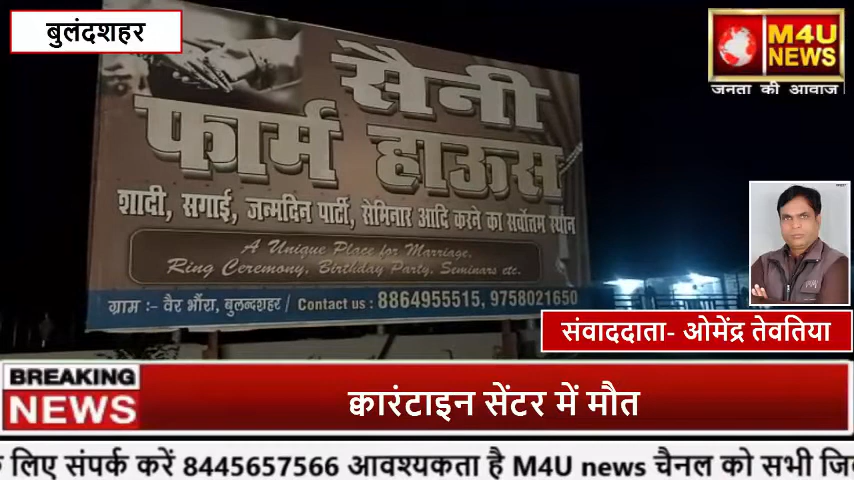 बुलंदशहर
M4U
NEWS
जनता की आवाज
सैनी
फार्म हाऊस
शादी, सगाई, जन्मदिन पार्टी, सेमिनार आदि करने का सर्वोतम स्थान
A Unique Place for Marriage,
Ring Ceremony, Birthday Party, Seminars etc.
ग्राम :- वैर भौंरा, बुलन्दशहर / Contact us : 8864955515, 9758021650
संवाददाता- ओमेंद्र तेवतिया
BREAKING
NEWS
क्वारंटाइन सेंटर में मौत
लिए संपर्क करें 8445657566 आवश्यकता है M4U news चैनल को सभी